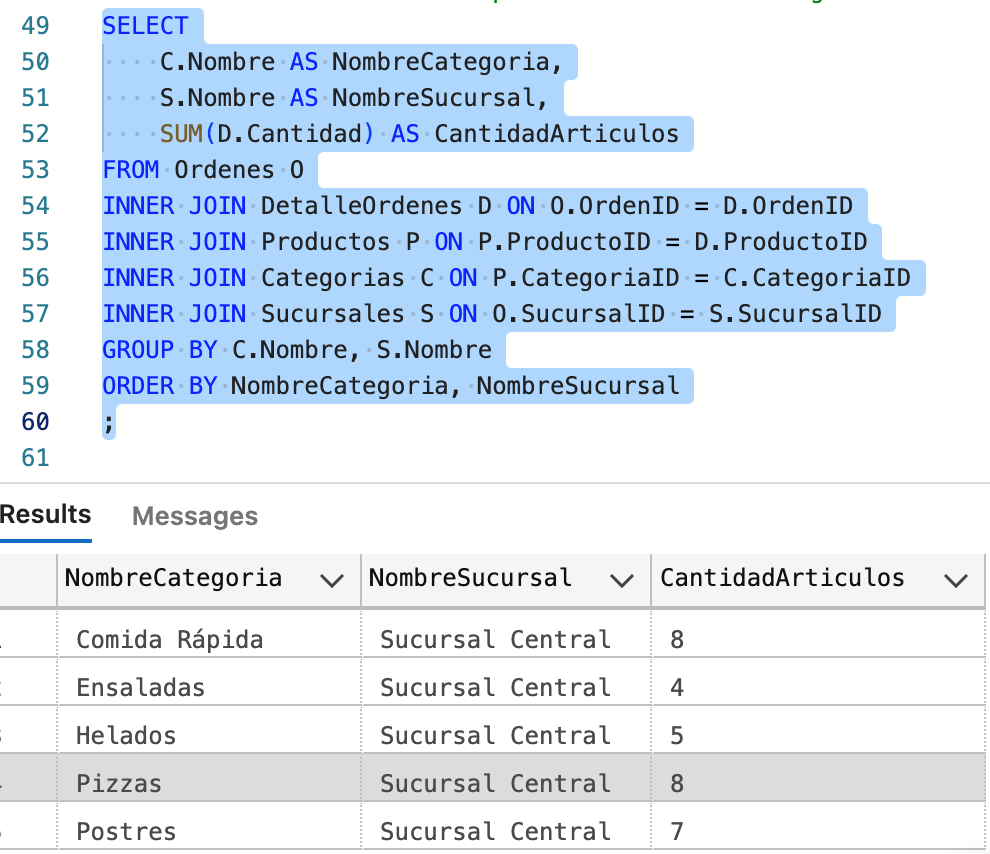 49 SELECT
50 C.Nombre AS NombreCategoria,
51 S.Nombre AS NombreSucursal,
52 SUM(D.Cantidad) AS CantidadArticulos
53 FROM Ordenes O
54 INNER JOIN DetalleOrdenes D ON O.OrdenID = D.OrdenID
55 INNER JOIN Productos P ON P.ProductoID = D.ProductoID
56 INNER JOIN Categorias C ON P.CategoriaID = C.CategoriaID
57 INNER JOIN Sucursales S ON O.SucursalID = S.SucursalID
58 GROUP BY C.Nombre, S.Nombre
59 ORDER BY NombreCategoria, NombreSucursal
60 ;
61
Results Messages
NombreCategoria NombreSucursal CantidadArticulos
Comida Rápida Sucursal Central 8
Ensaladas Sucursal Central 4
Helados Sucursal Central 5
Pizzas Sucursal Central 8
Postres Sucursal Central 7